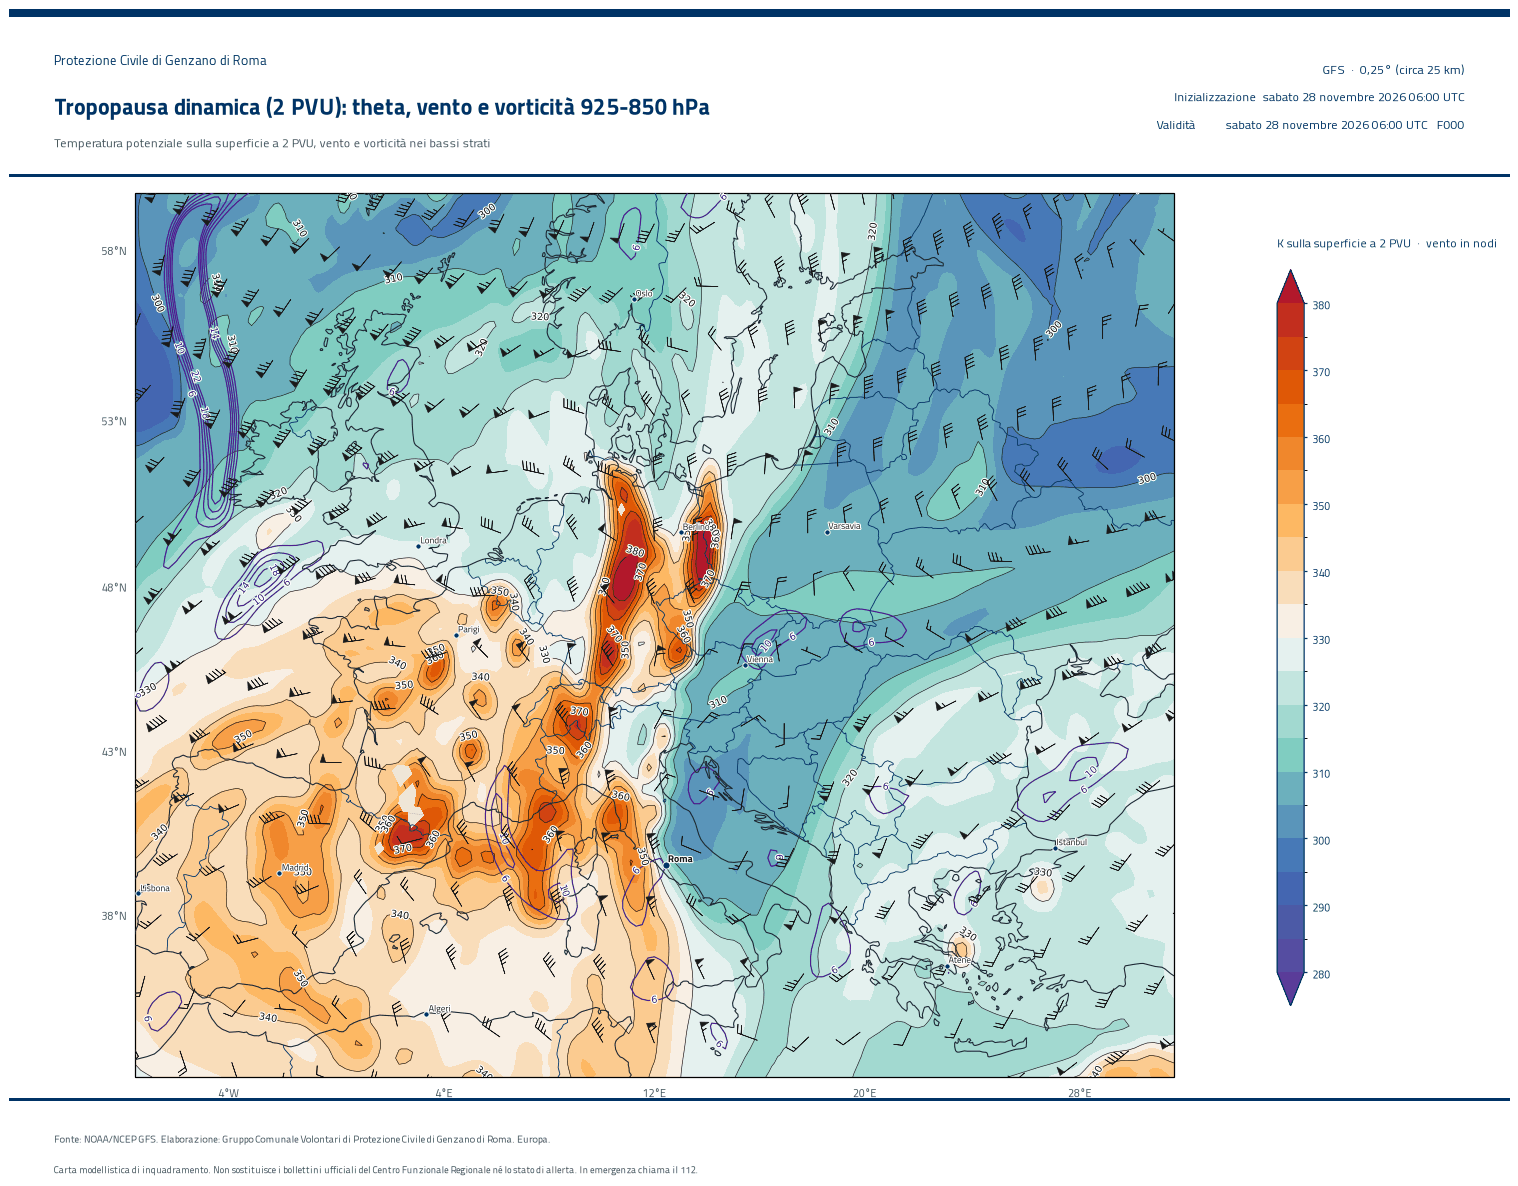 Protezione Civile di Genzano di Roma
Tropopausa dinamica (2 PVU): theta, vento e vorticità 925-850 hPa
Temperatura potenziale sulla superficie a 2 PVU, vento e vorticità nei bassi strati
GFS · 0,25° (circa 25 km)
Inizializzazione sabato 28 novembre 2026 06:00 UTC
Validità sabato 28 novembre 2026 06:00 UTC F000
K sulla superficie a 2 PVU · vento in nodi
380
370
360
350
340
330
320
310
300
290
280
58°N
53°N
48°N
43°N
38°N
4°W
4°E
12°E
20°E
28°E
Oslo
Berlino
Varsavia
Londra
Parigi
Vienna
Roma
Madrid
Lisbona
Istanbul
Atene
Algeri
Fonte: NOAA/NCEP GFS. Elaborazione: Gruppo Comunale Volontari di Protezione Civile di Genzano di Roma. Europa.
Carta modellistica di inquadramento. Non sostituisce i bollettini ufficiali del Centro Funzionale Regionale né lo stato di allerta. In emergenza chiama il 112.